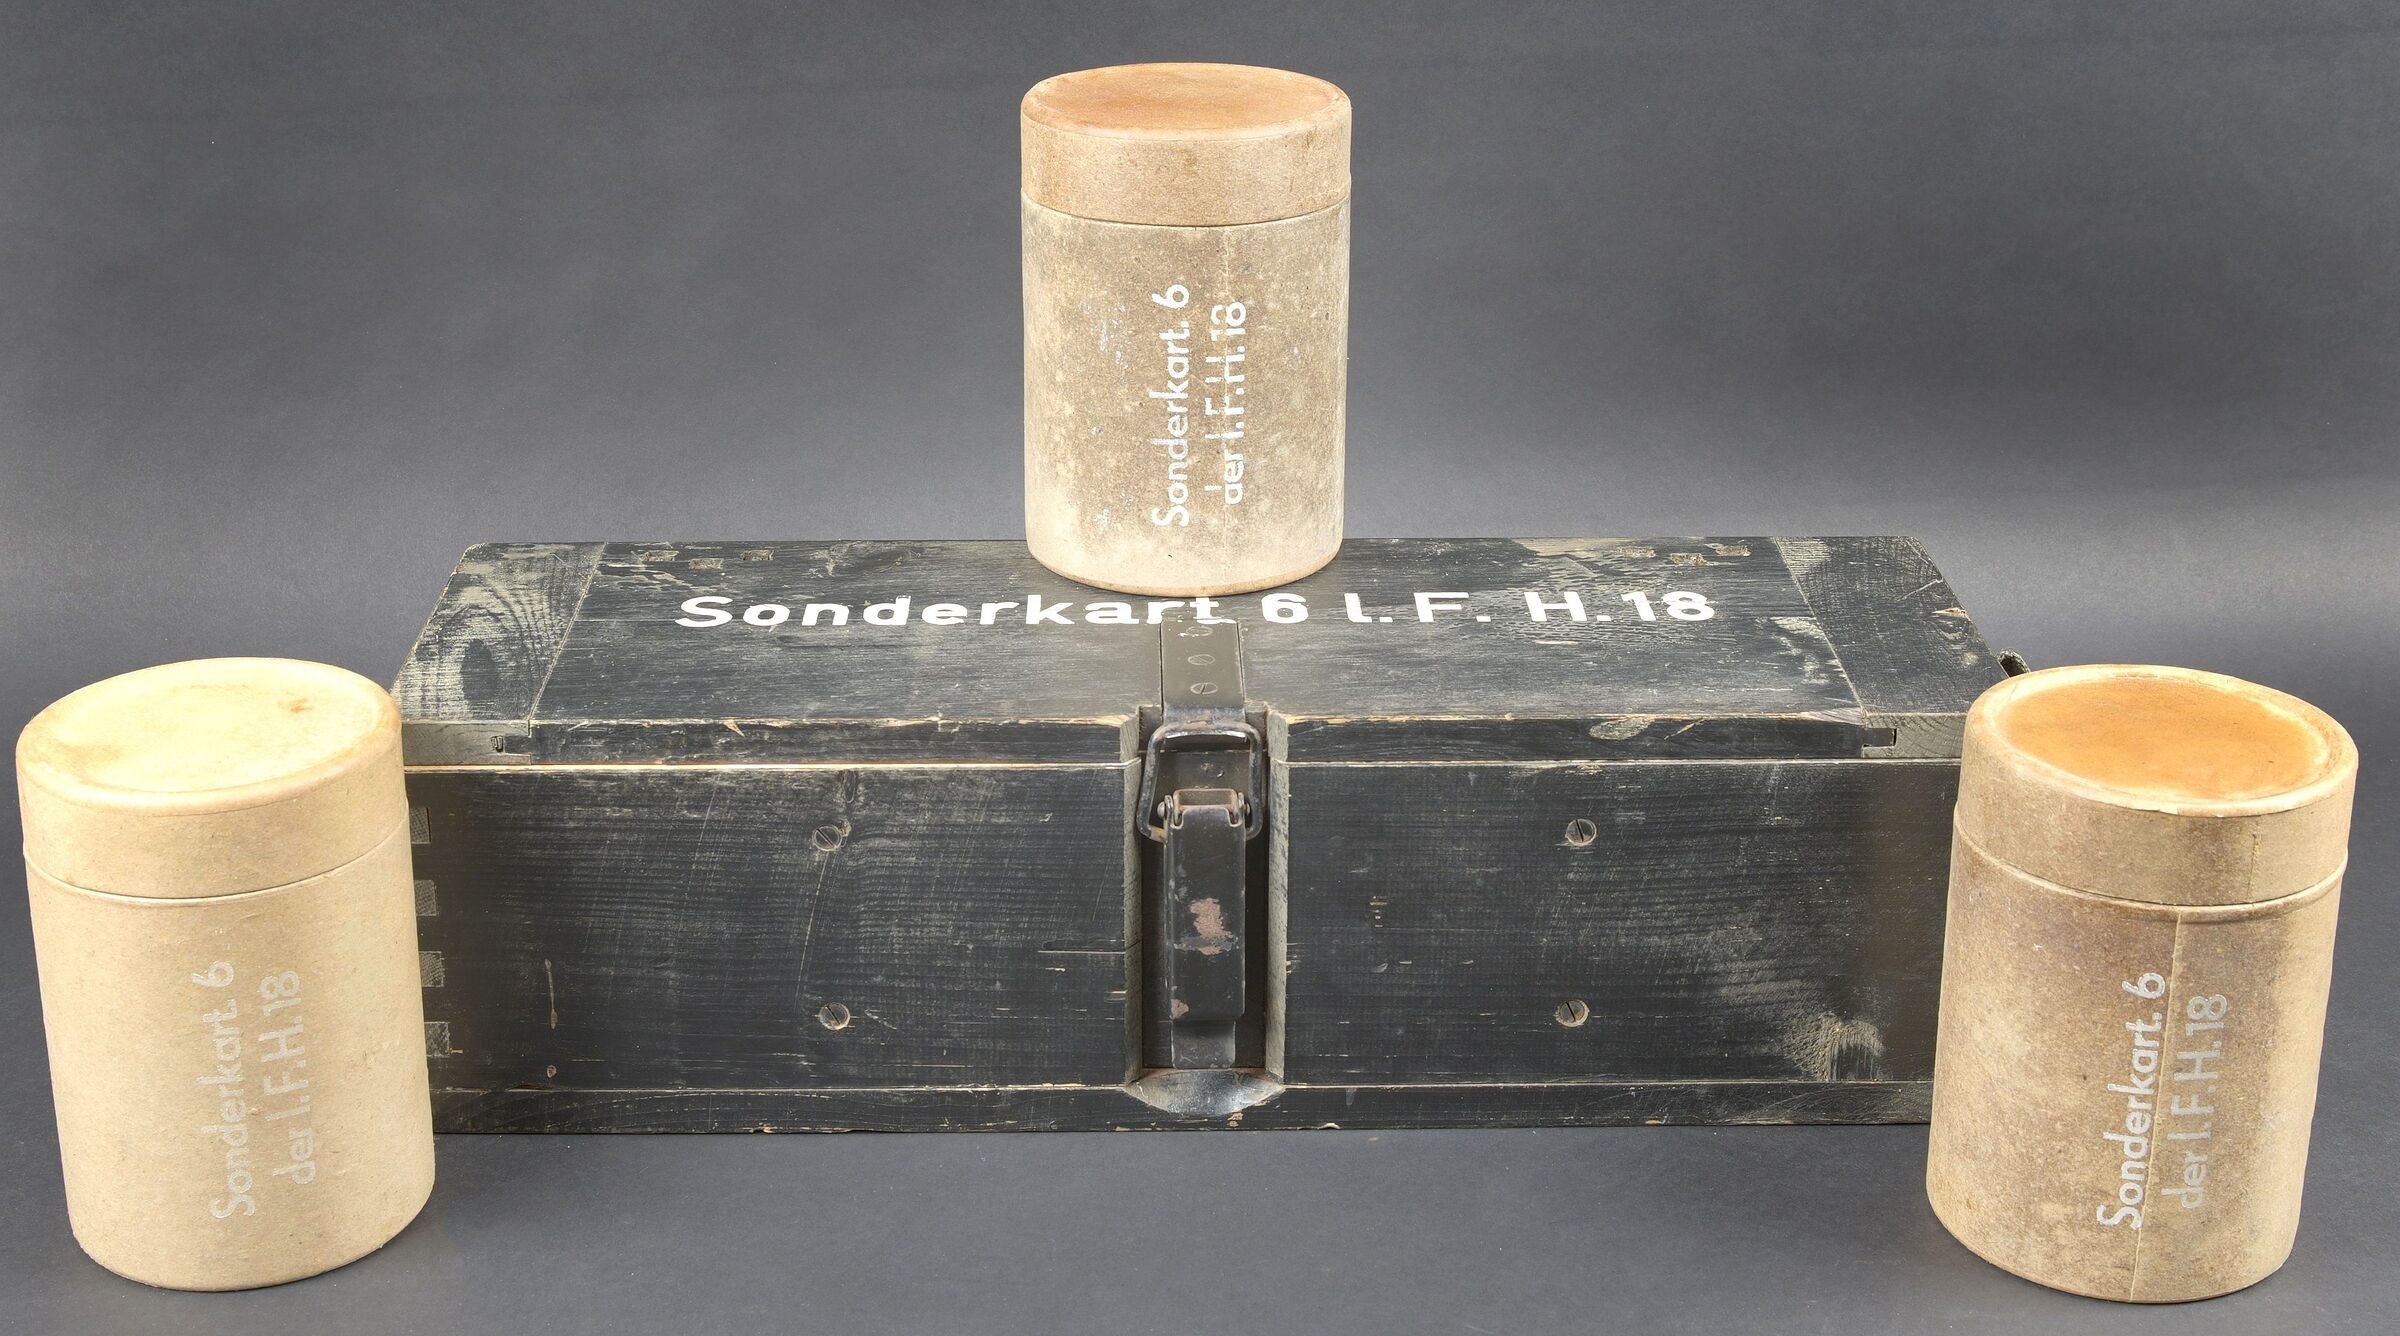 Sonderkart. 6
der l.F.H.18
Sonderkart 6 l. F. H.18
Sonderkart. 6
der l.F.H.18
Sonderkart. 6
der l.F.H.18